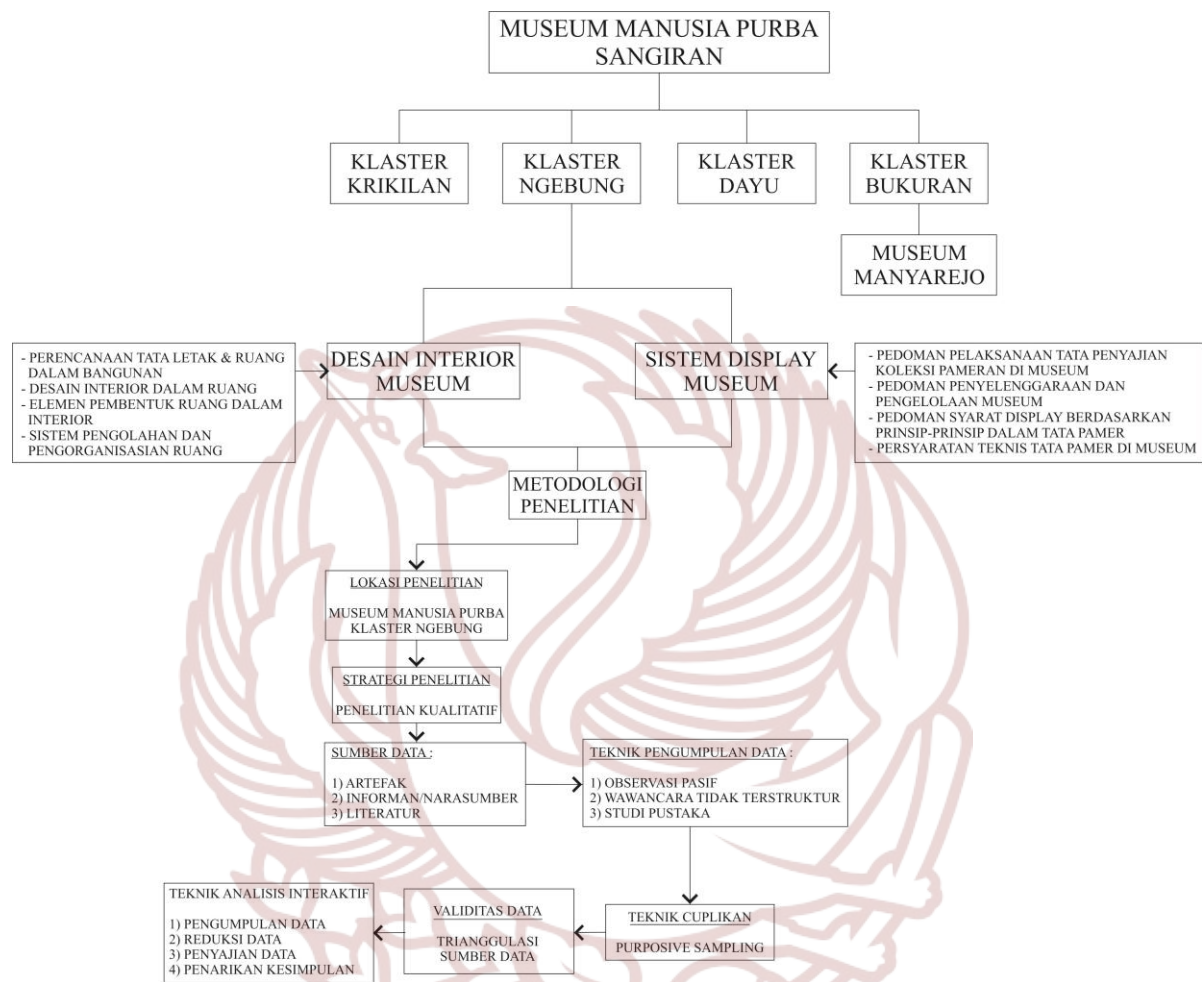 MUSEUM MANUSIA PURBA
SANGIRAN
KLASTER
KRIKILAN
KLASTER
NGEBUNG
KLASTER
DAYU
KLASTER
BUKURAN
MUSEUM
MANYAREJO
- PERENCANAAN TATA LETAK & RUANG
DALAM BANGUNAN
- DESAIN INTERIOR DALAM RUANG
- ELEMEN PEMBENTUK RUANG DALAM
INTERIOR
- SISTEM PENGOLAHAN DAN
PENGORGANISASIAN RUANG
DESAIN INTERIOR
MUSEUM
SISTEM DISPLAY
MUSEUM
- PEDOMAN PELAKSANAAN TATA PENYAJIAN
KOLEKSI PAMERAN DI MUSEUM
- PEDOMAN PENYELENGGARAAN DAN
PENGELOLAAN MUSEUM
- PEDOMAN SYARAT DISPLAY BERDASARKAN
PRINSIP-PRINSIP DALAM TATA PAMER
- PERSYARATAN TEKNIS TATA PAMER DI MUSEUM
METODOLOGI
PENELITIAN
LOKASI PENELITIAN
MUSEUM MANUSIA PURBA
KLASTER NGEBUNG
STRATEGI PENELITIAN
PENELITIAN KUALITATIF
SUMBER DATA :
1) ARTEFAK
2) INFORMAN/NARASUMBER
3) LITERATUR
TEKNIK PENGUMPULAN DATA :
1) OBSERVASI PASIF
2) WAWANCARA TIDAK TERSTRUKTUR
3) STUDI PUSTAKA
TEKNIK CUPLIKAN
PURPOSIVE SAMPLING
VALIDITAS DATA
TRIANGGULASI
SUMBER DATA
TEKNIK ANALISIS INTERAKTIF
1) PENGUMPULAN DATA
2) REDUKSI DATA
3) PENYAJIAN DATA
4) PENARIKAN KESIMPULAN